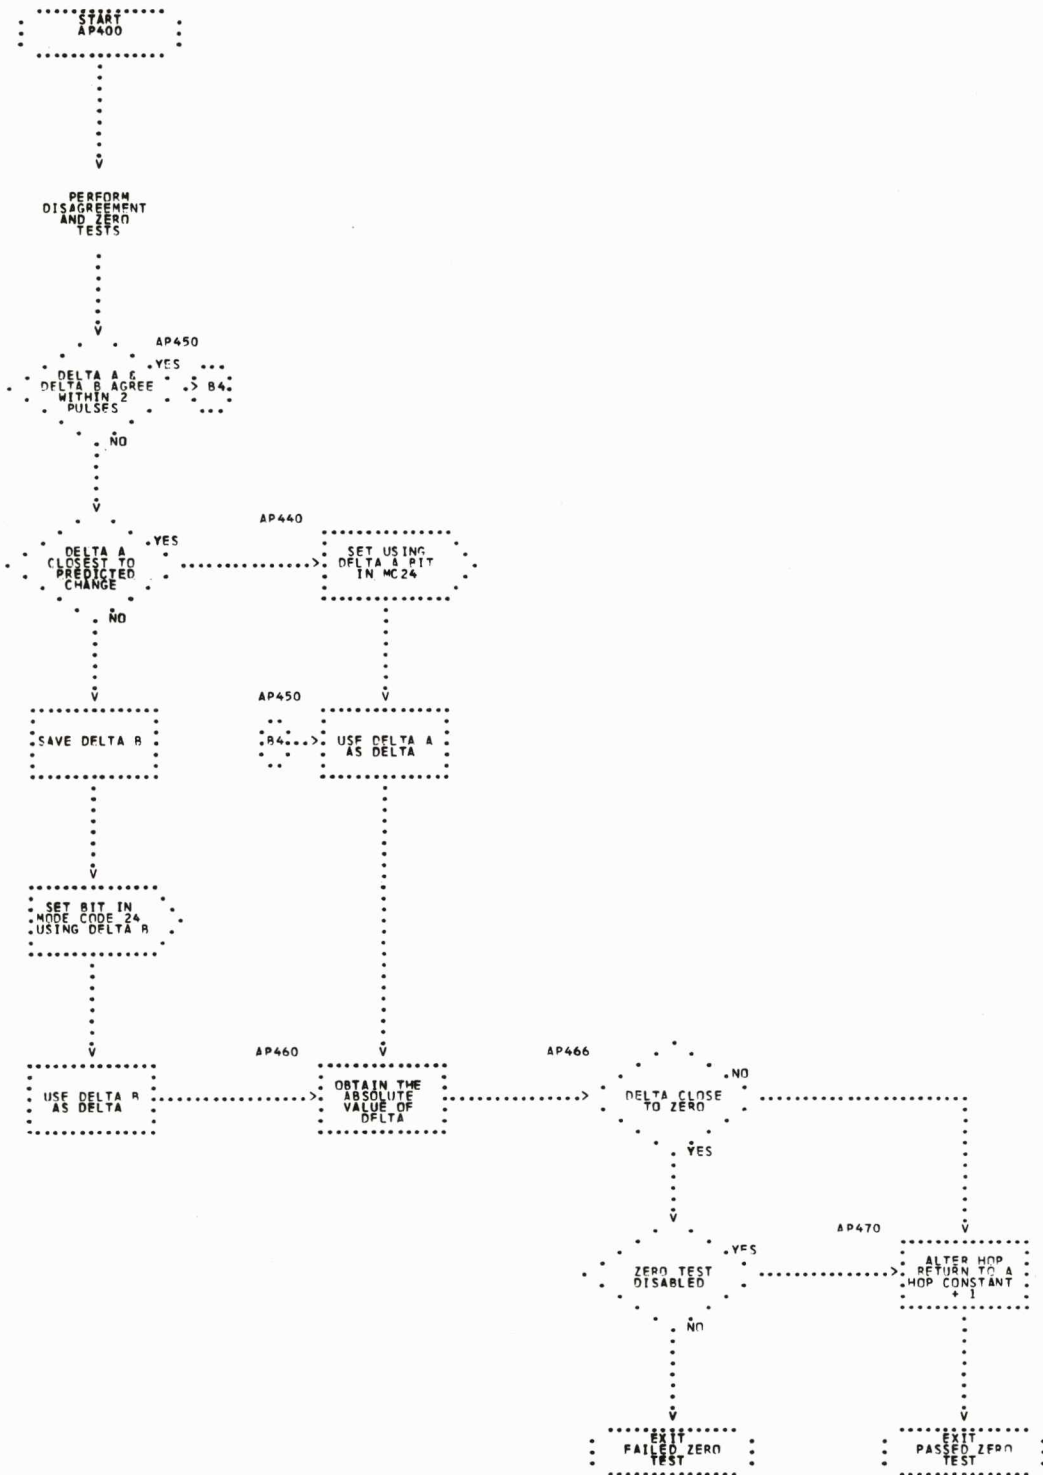 START
AP400
PERFORM
DISAGREEMENT
AND ZERO
TESTS
AP450
YES
DELTA A &
DELTA B AGREE
WITHIN 2
PULSES
B4
NO
AP440
YES
DELTA A
CLOSEST TO
PREDICTED
CHANGE
SET USING
DELTA A BIT
IN MC24
NO
AP450
SAVE DELTA B
B4
USE DELTA A
AS DELTA
SET BIT IN
MODE CODE 24
USING DELTA B
AP460
AP466
USE DELTA B
AS DELTA
OBTAIN THE
ABSOLUTE
VALUE OF
DELTA
NO
DELTA CLOSE
TO ZERO
YES
AP470
YES
ZERO TEST
DISABLED
ALTER HOP
RETURN TO A
HOP CONSTANT
+ 1
NO
EXIT
FAILED ZERO
TEST
EXIT
PASSED ZERO
TEST